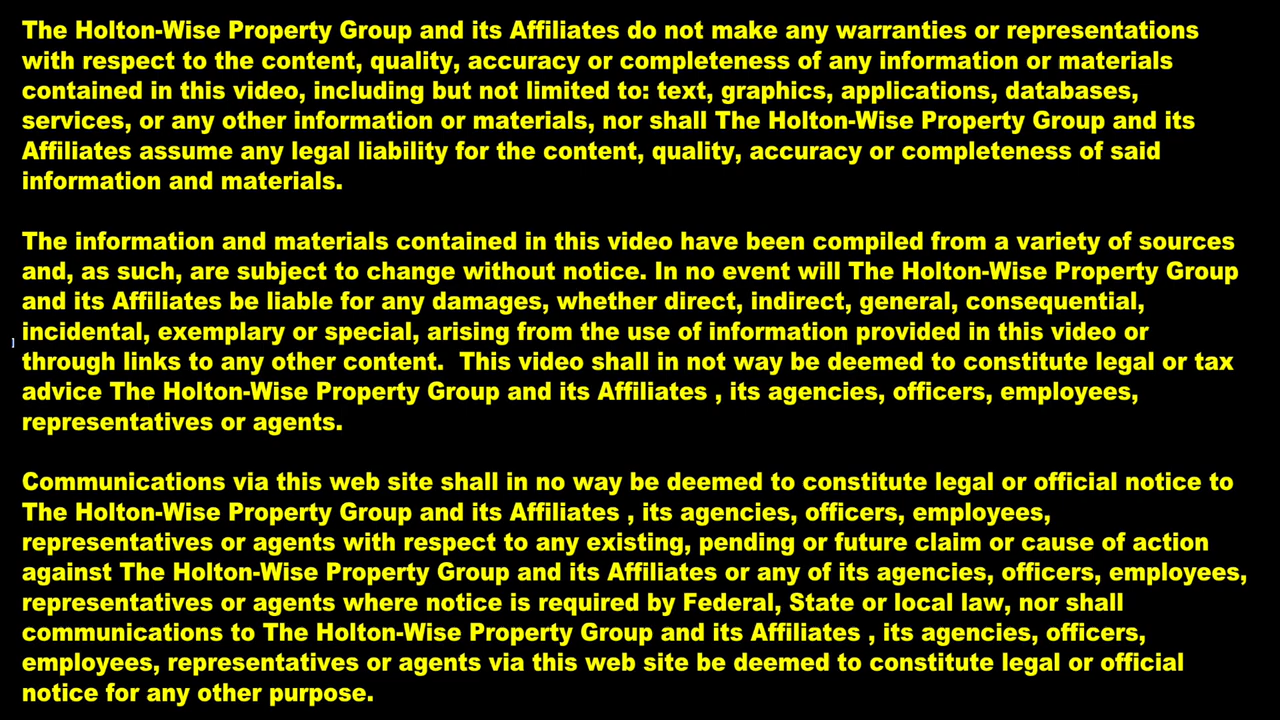 The Holton-Wise Property Group and its Affiliates do not make any warranties or representations
with respect to the content, quality, accuracy or completeness of any information or materials
contained in this video, including but not limited to: text, graphics, applications, databases,
services, or any other information or materials, nor shall The Holton-Wise Property Group and its
Affiliates assume any legal liability for the content, quality, accuracy or completeness of said
information and materials.
The information and materials contained in this video have been compiled from a variety of sources
and, as such, are subject to change without notice. In no event will The Holton-Wise Property Group
and its Affiliates be liable for any damages, whether direct, indirect, general, consequential,
incidental, exemplary or special, arising from the use of information provided in this video or
through links to any other content.  This video shall in not way be deemed to constitute legal or tax
advice The Holton-Wise Property Group and its Affiliates , its agencies, officers, employees,
representatives or agents.
Communications via this web site shall in no way be deemed to constitute legal or official notice to
The Holton-Wise Property Group and its Affiliates , its agencies, officers, employees,
representatives or agents with respect to any existing, pending or future claim or cause of action
against The Holton-Wise Property Group and its Affiliates or any of its agencies, officers, employees,
representatives or agents where notice is required by Federal, State or local law, nor shall
communications to The Holton-Wise Property Group and its Affiliates , its agencies, officers,
employees, representatives or agents via this web site be deemed to constitute legal or official
notice for any other purpose.